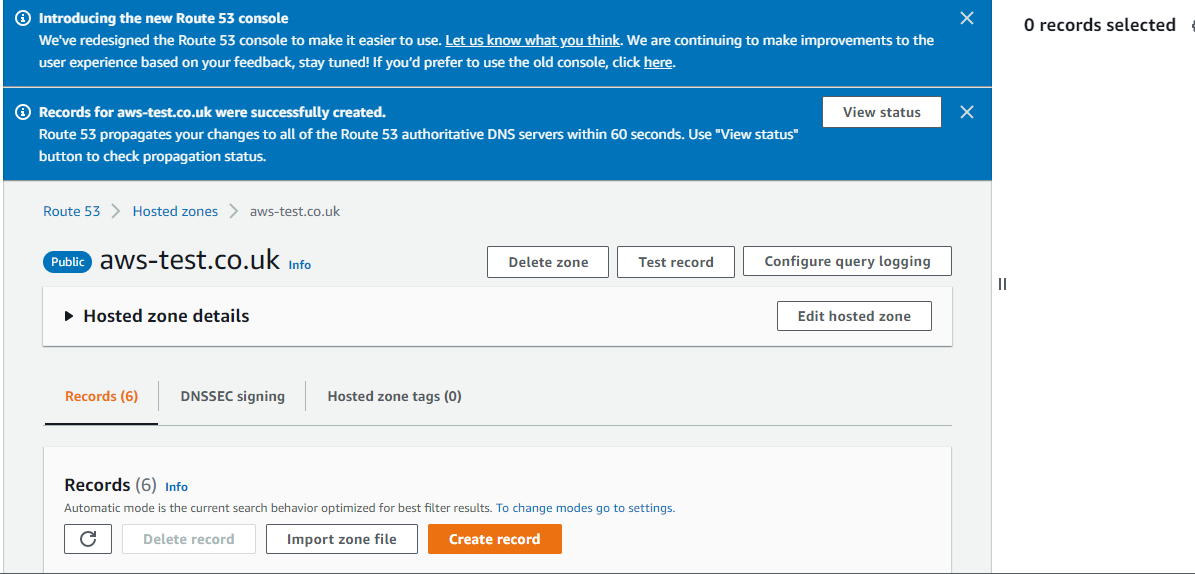 Introducing the new Route 53 console
We've redesigned the Route 53 console to make it easier to use. Let us know what you think. We are continuing to make improvements to the
user experience based on your feedback, stay tuned! If you'd prefer to use the old console, click here.
0 records selected
Records for aws-test.co.uk were successfully created.
View status
Route 53 propagates your changes to all of the Route 53 authoritative DNS servers within 60 seconds. Use "View status"
button to check propagation status.
Route 53 Hosted zones aws-test.co.uk
Public aws-test.co.uk Info
Delete zone Test record Configure query logging
Hosted zone details
Edit hosted zone
Records (6) DNSSEC signing Hosted zone tags (0)
Records (6) Info
Automatic mode is the current search behavior optimized for best filter results. To change modes go to settings.
Delete record Import zone file Create record